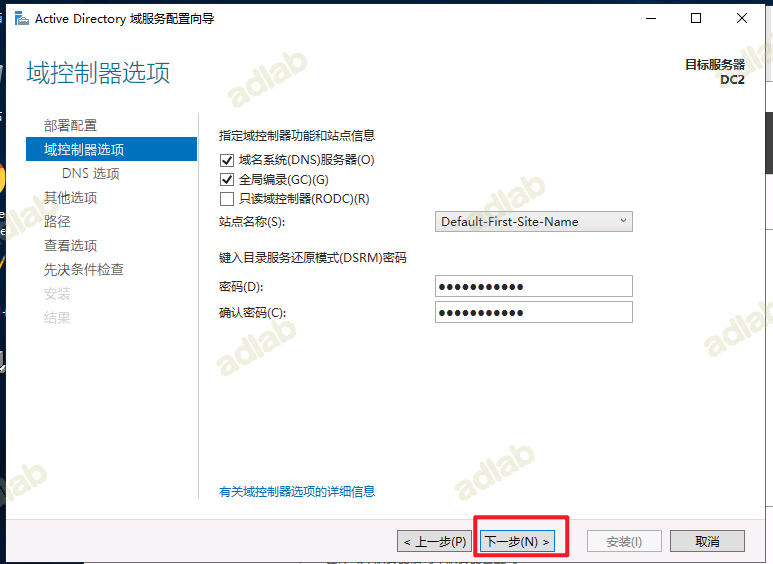 Active Directory 域服务配置向导
域控制器选项
目标服务器
DC2
部署配置
域控制器选项
DNS 选项
其他选项
路径
查看选项
先决条件检查
安装
结果
指定域控制器功能和站点信息
域名系统(DNS)服务器(O)
全局编录(GC)(G)
只读域控制器(RODC)(R)
站点名称(S): Default-First-Site-Name
键入目录服务还原模式(DSRM)密码
密码(D): ●●●●●●●●●●●
确认密码(C): ●●●●●●●●●●●
有关域控制器选项的详细信息
< 上一步(P) 下一步(N) > 安装(I) 取消
adlab
adlab
adlab
adlab
adlab
adlab
adlab